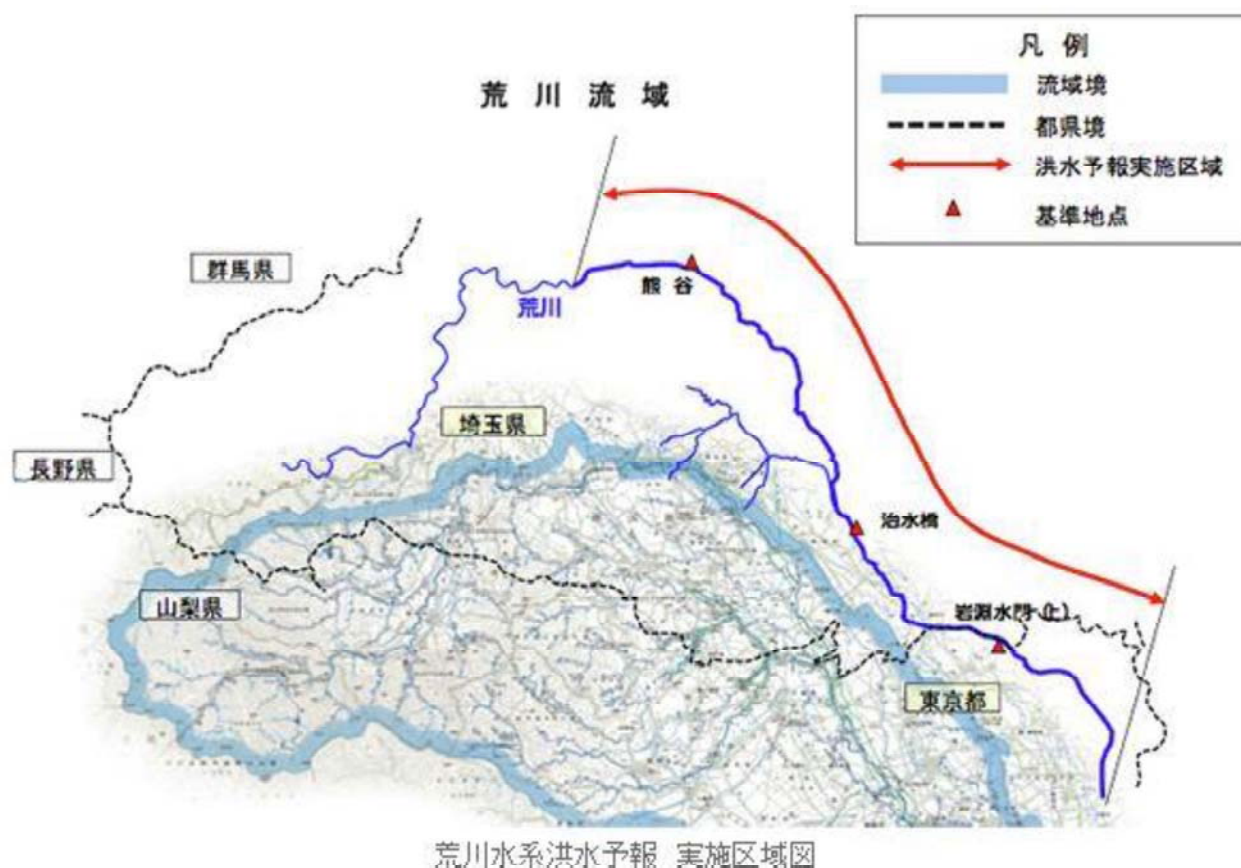 凡 例
流域境
都県境
洪水予報実施区域
基準地点
荒 川 流 域
群馬県
荒川
熊 谷
埼玉県
長野県
治水橋
山梨県
岩淵水門(上)
東京都
荒川水系洪水予報 実施区域図